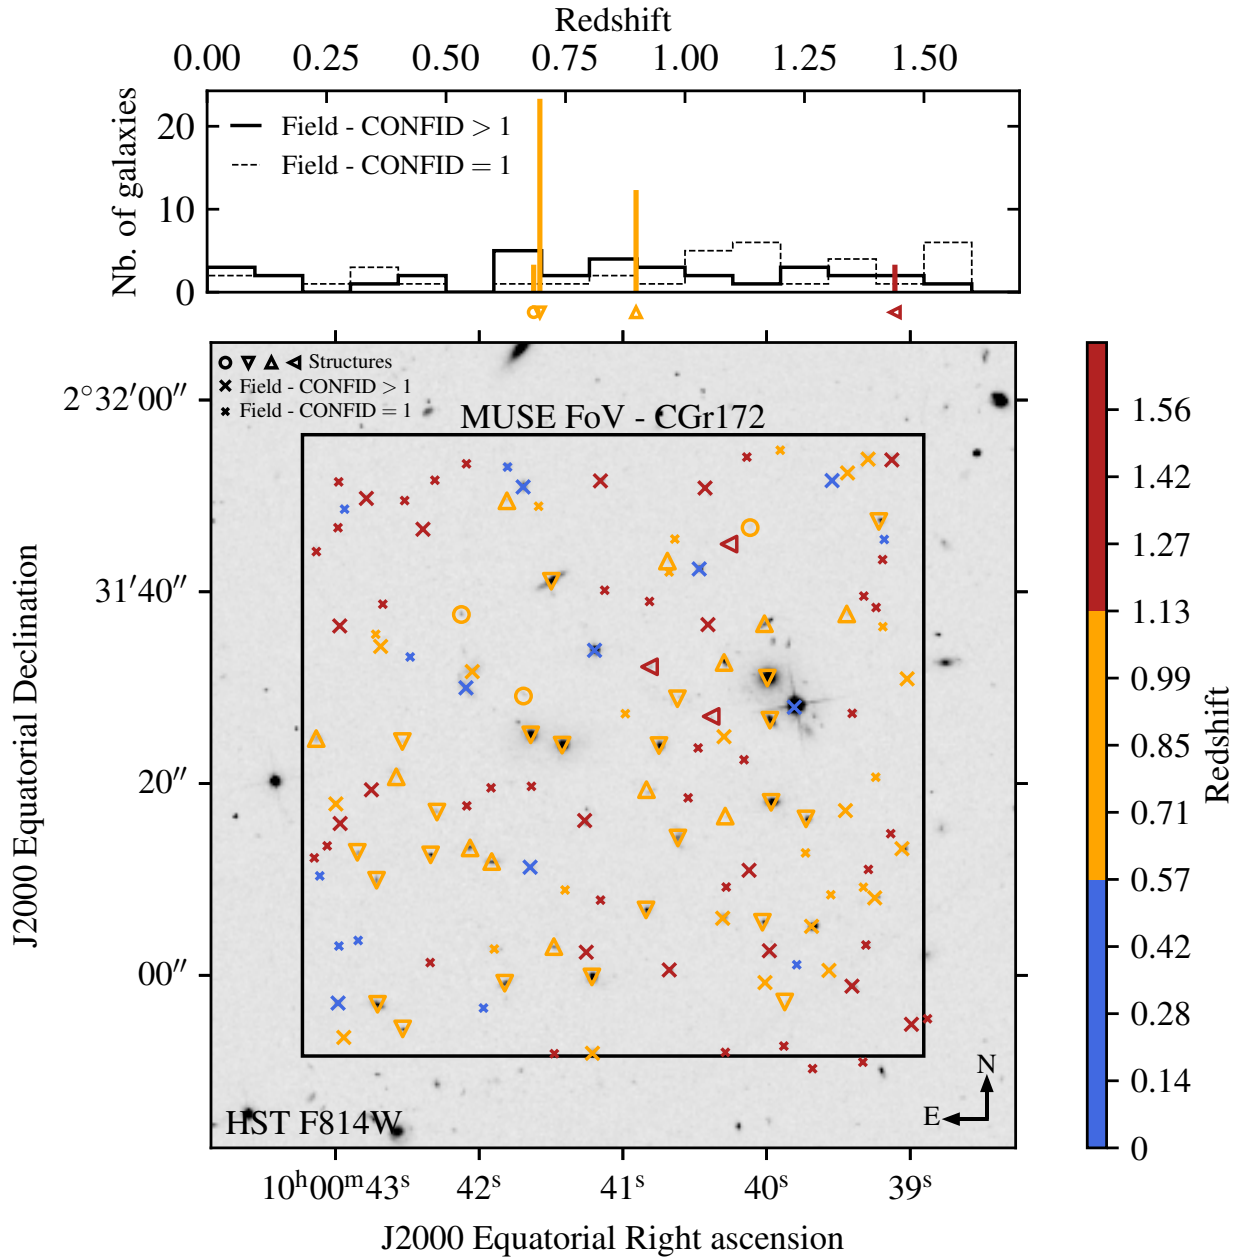 Redshift
0.00 0.25 0.50 0.75 1.00 1.25 1.50
Nb. of galaxies
20
10
0
Field - CONFID > 1
Field - CONFID = 1
Structures
Field - CONFID > 1
Field - CONFID = 1
MUSE FoV - CGr172
2°32′00″
31′40″
20″
00″
J2000 Equatorial Declination
HST F814W
N
E
10ʰ00ᵐ43ˢ 42ˢ 41ˢ 40ˢ 39ˢ
J2000 Equatorial Right ascension
1.56
1.42
1.27
1.13
0.99
0.85
0.71
0.57
0.42
0.28
0.14
0
Redshift